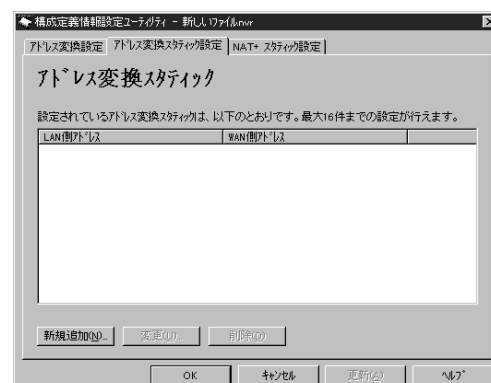 構成定義情報設定ユーティリティ - 新しいファイル.nvr
アドレス変換設定 アドレス変換スタティック設定 NAT+ スタティック設定
アドレス変換スタティック
設定されているアドレス変換スタティックは、以下のとおりです。最大16件までの設定が行えます。
LAN側アドレス WAN側アドレス
新規追加(N)... 変更(U)... 削除(D)
OK キャンセル 更新(A) ヘルプ